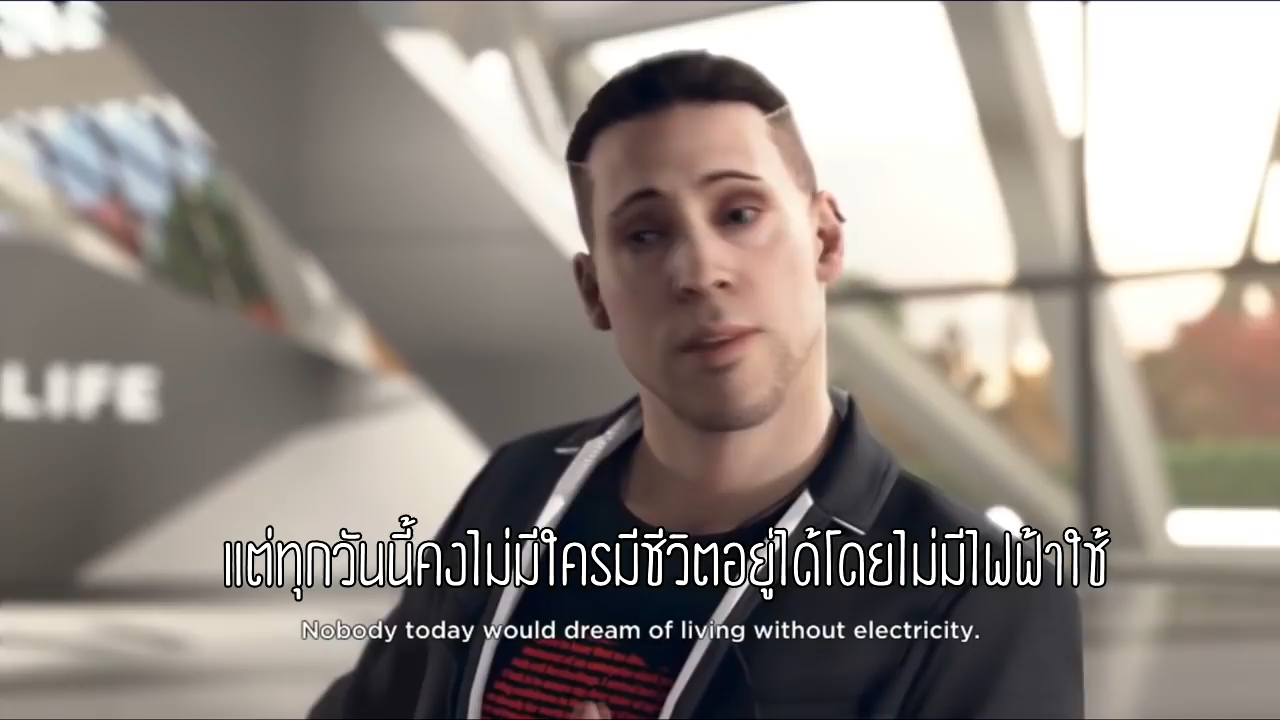 LIFE
แต่ทุกวันนี้คงไม่มีใครมีชีวิตอยู่ได้โดยไม่มีไฟฟ้าใช้
Nobody today would dream of living without electricity.